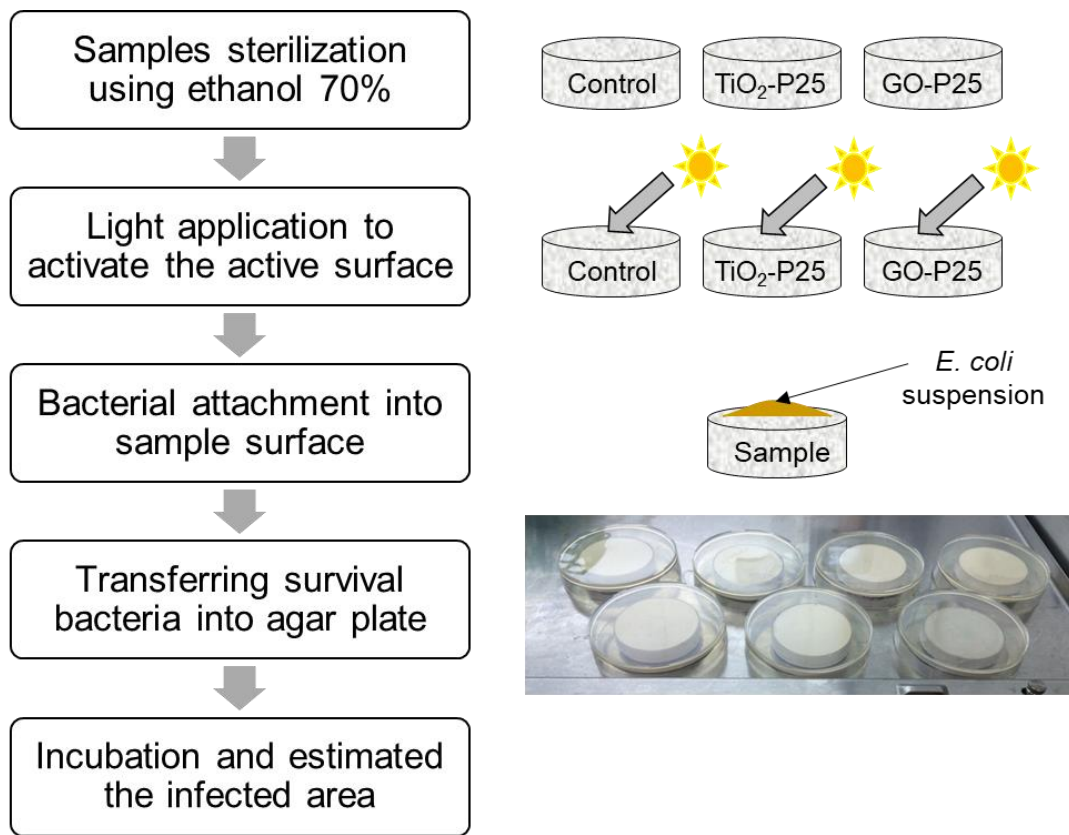 Samples sterilization
using ethanol 70%
Control
TiO₂-P25
GO-P25
Light application to
activate the active surface
Control
TiO₂-P25
GO-P25
Bacterial attachment into
sample surface
E. coli
suspension
Sample
Transferring survival
bacteria into agar plate
Incubation and estimated
the infected area